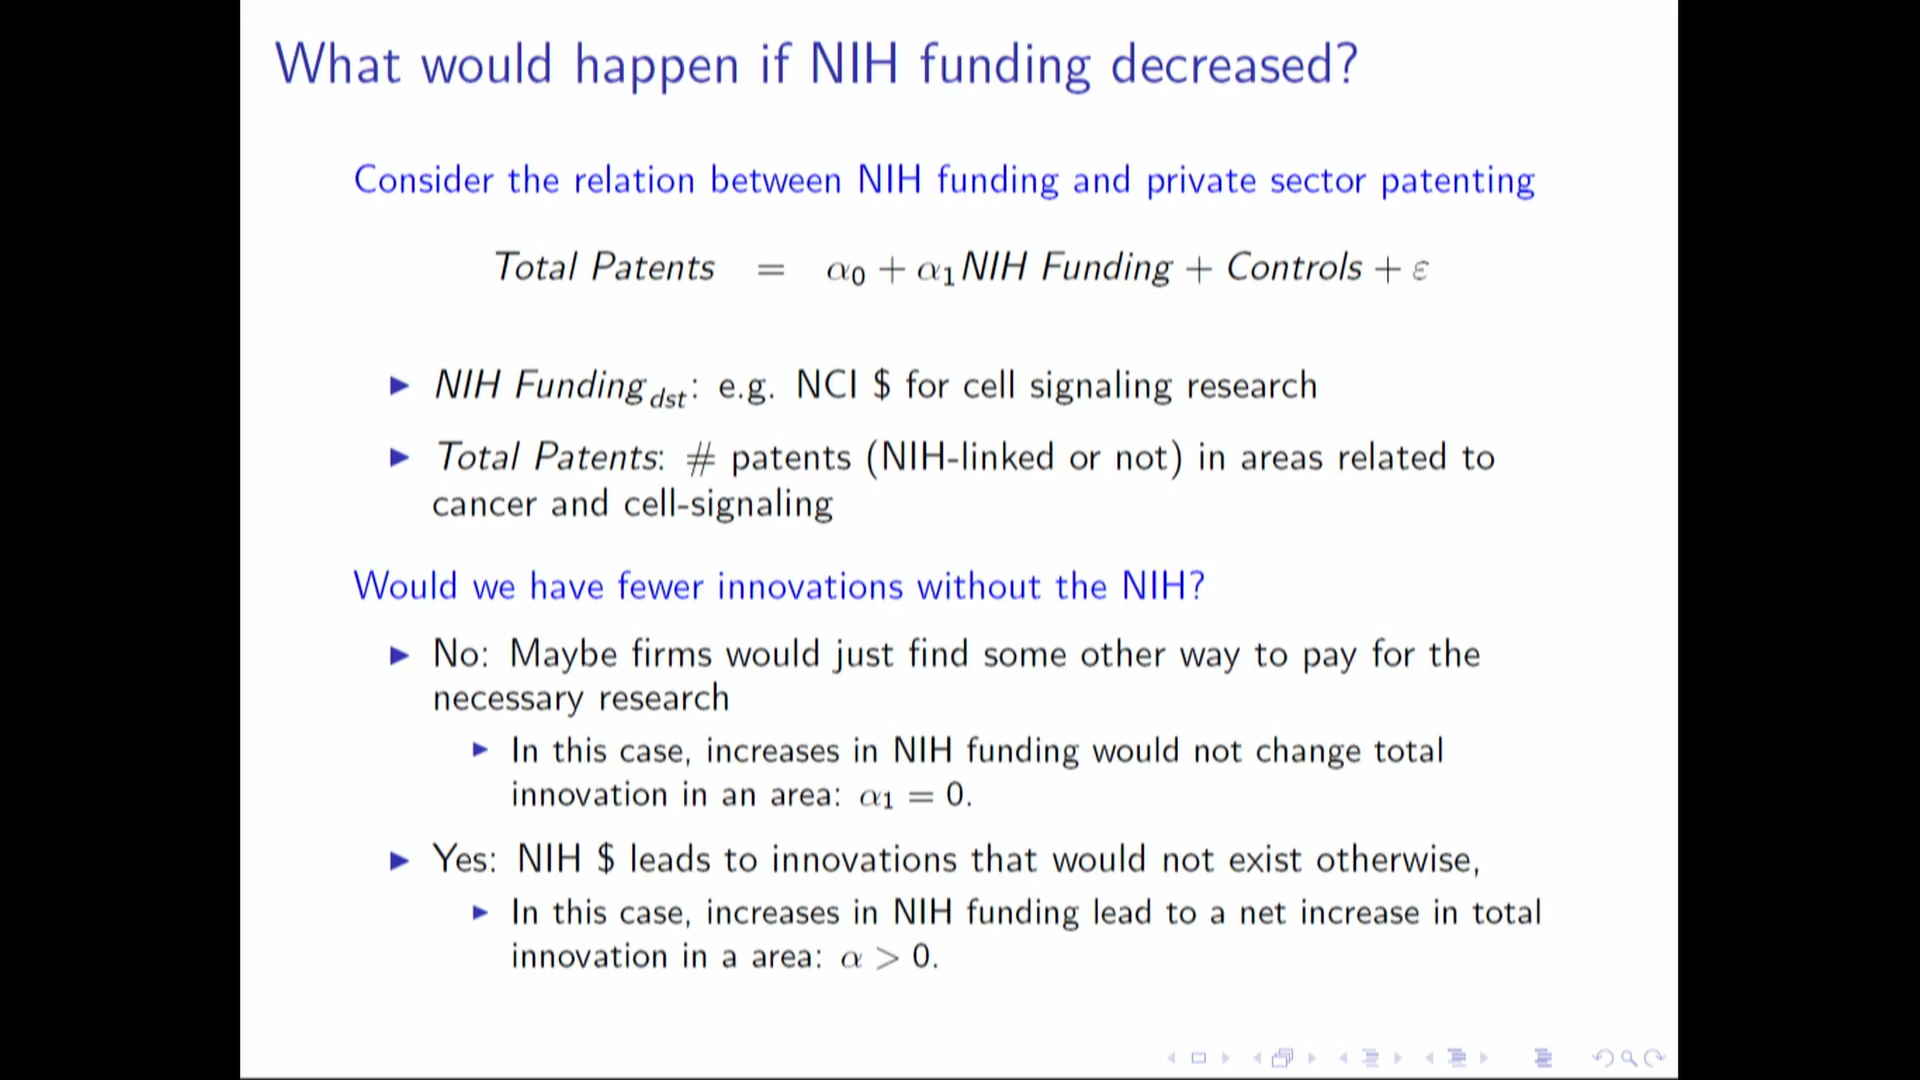 What would happen if NIH funding decreased?
Consider the relation between NIH funding and private sector patenting
Total Patents = α0 + α1NIH Funding + Controls + ε
▶ NIH Fundingdst: e.g. NCI $ for cell signaling research
▶ Total Patents: # patents (NIH-linked or not) in areas related to
cancer and cell-signaling
Would we have fewer innovations without the NIH?
▶ No: Maybe firms would just find some other way to pay for the
necessary research
▶ In this case, increases in NIH funding would not change total
innovation in an area: α1 = 0.
▶ Yes: NIH $ leads to innovations that would not exist otherwise,
▶ In this case, increases in NIH funding lead to a net increase in total
innovation in a area: α > 0.